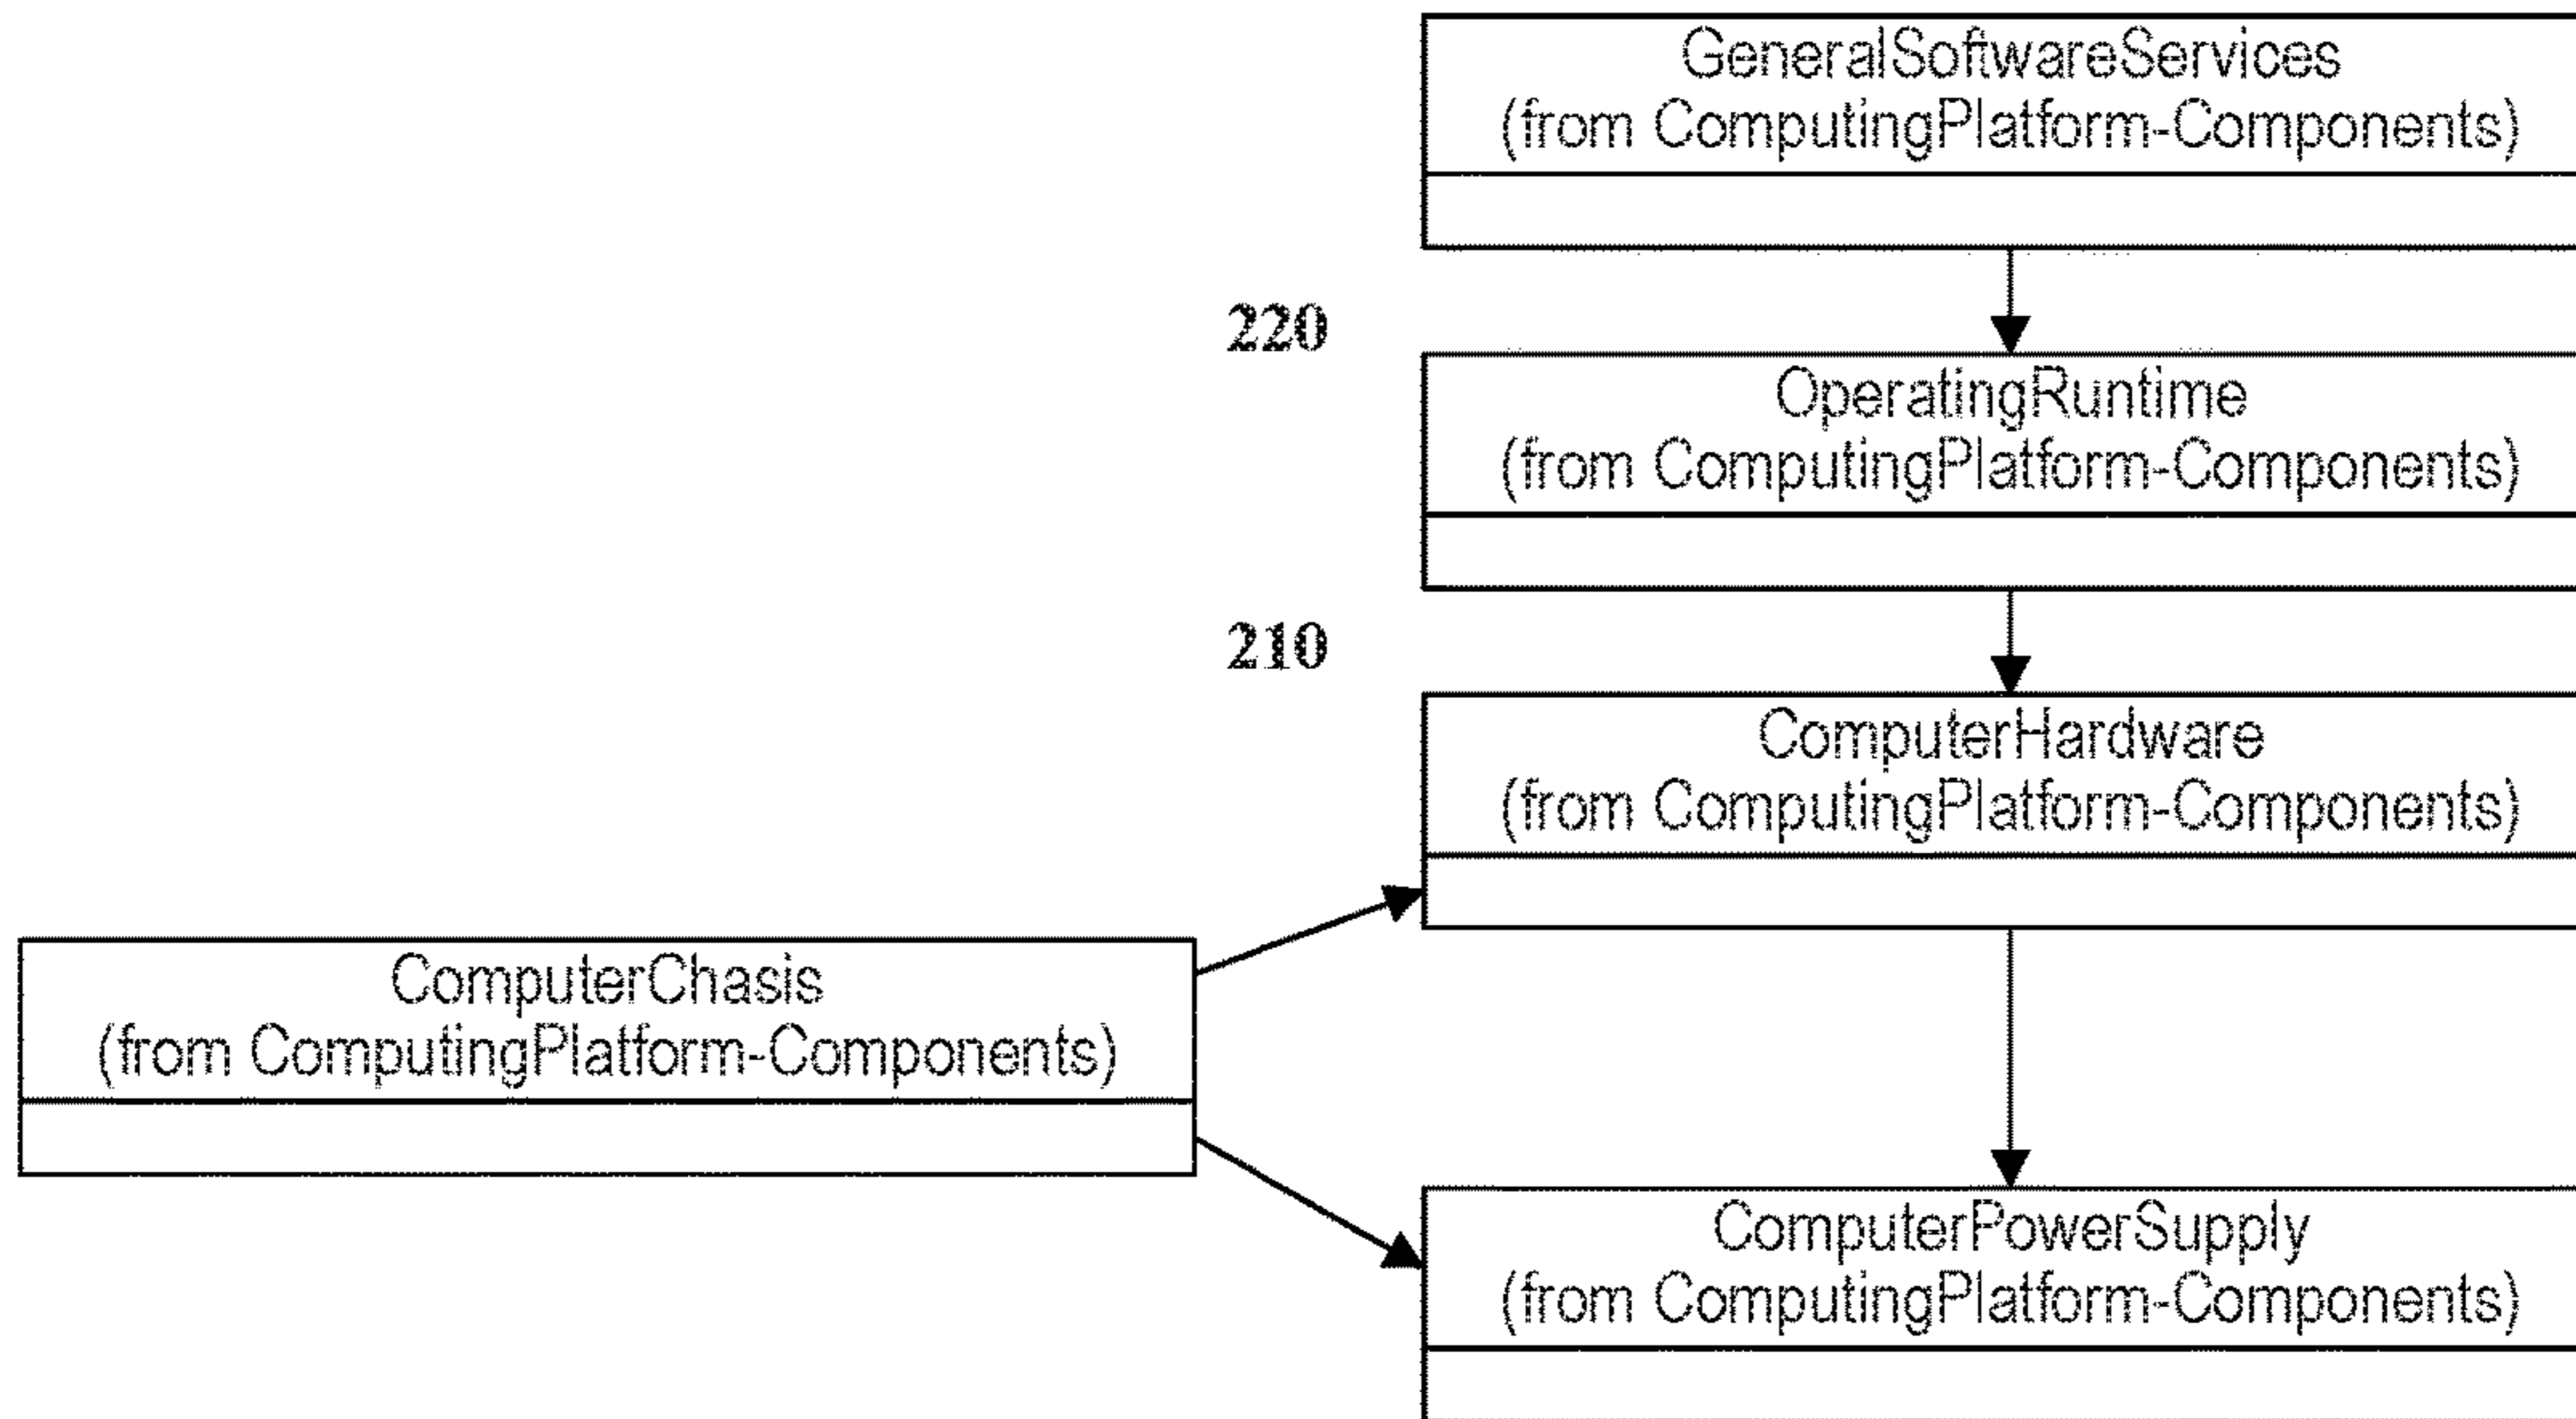 GeneralSoftwareServices
(from ComputingPlatform-Components)
220
OperatingRuntime
(from ComputingPlatform-Components)
210
ComputerHardware
(from ComputingPlatform-Components)
ComputerChasis
(from ComputingPlatform-Components)
ComputerPowerSupply
(from ComputingPlatform-Components)